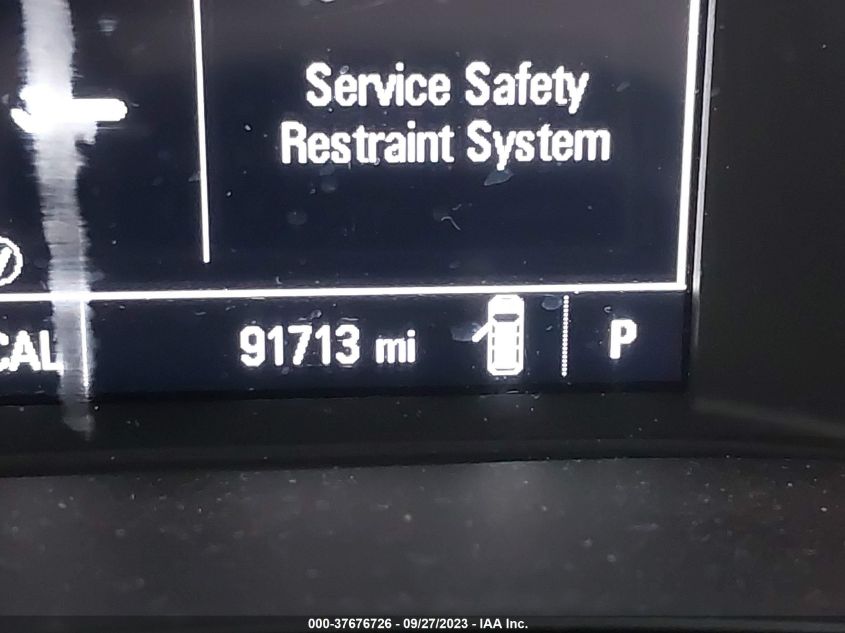 Service Safety
Restraint System
CAL
91713 mi
P
000-37676726 - 09/27/2023 - IAA Inc.